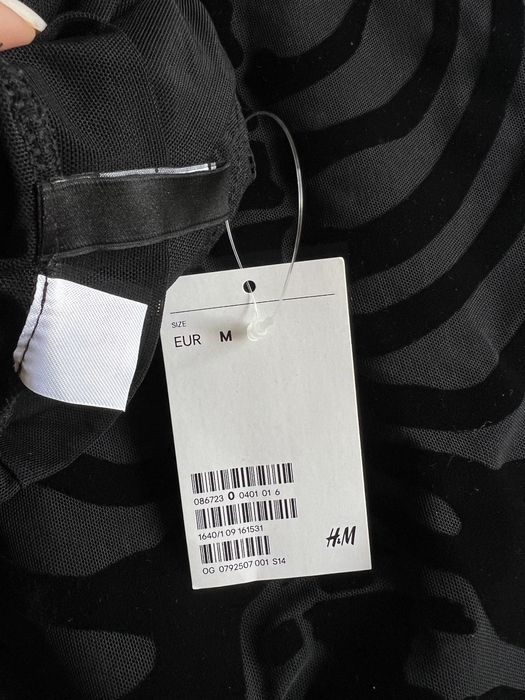 SIZE
EUR M
086723 0 0401 01 6
1640/1 09 161531
H&M
OG 0792507 001 S14